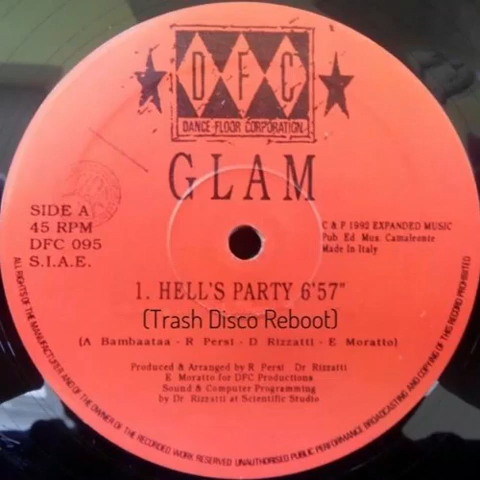 D F C
DANCE FLOOR CORPORATION
GLAM
SIDE A
45 RPM
DFC 095
S.I.A.E.
C & P 1992 EXPANDED MUSIC
Pub Ed Mus. Camaleonte
Made in Italy
1. HELL'S PARTY 6'57"
(Trash Disco Reboot)
(A Bambaataa - R Persi - D Rizzatti - E Moratto)
Produced & Arranged by R Persi Dr Rizzatti
E Moratto for DFC Productions
Sound & Computer Programming
by Dr Rizzatti at Scientific Studio
ALL RIGHTS OF THE MANUFACTURER AND OF THE OWNER OF THE RECORDED WORK RESERVED UNAUTHORISED PUBLIC PERFORMANCE BROADCASTING AND COPYING OF THIS RECORD PROHIBITED